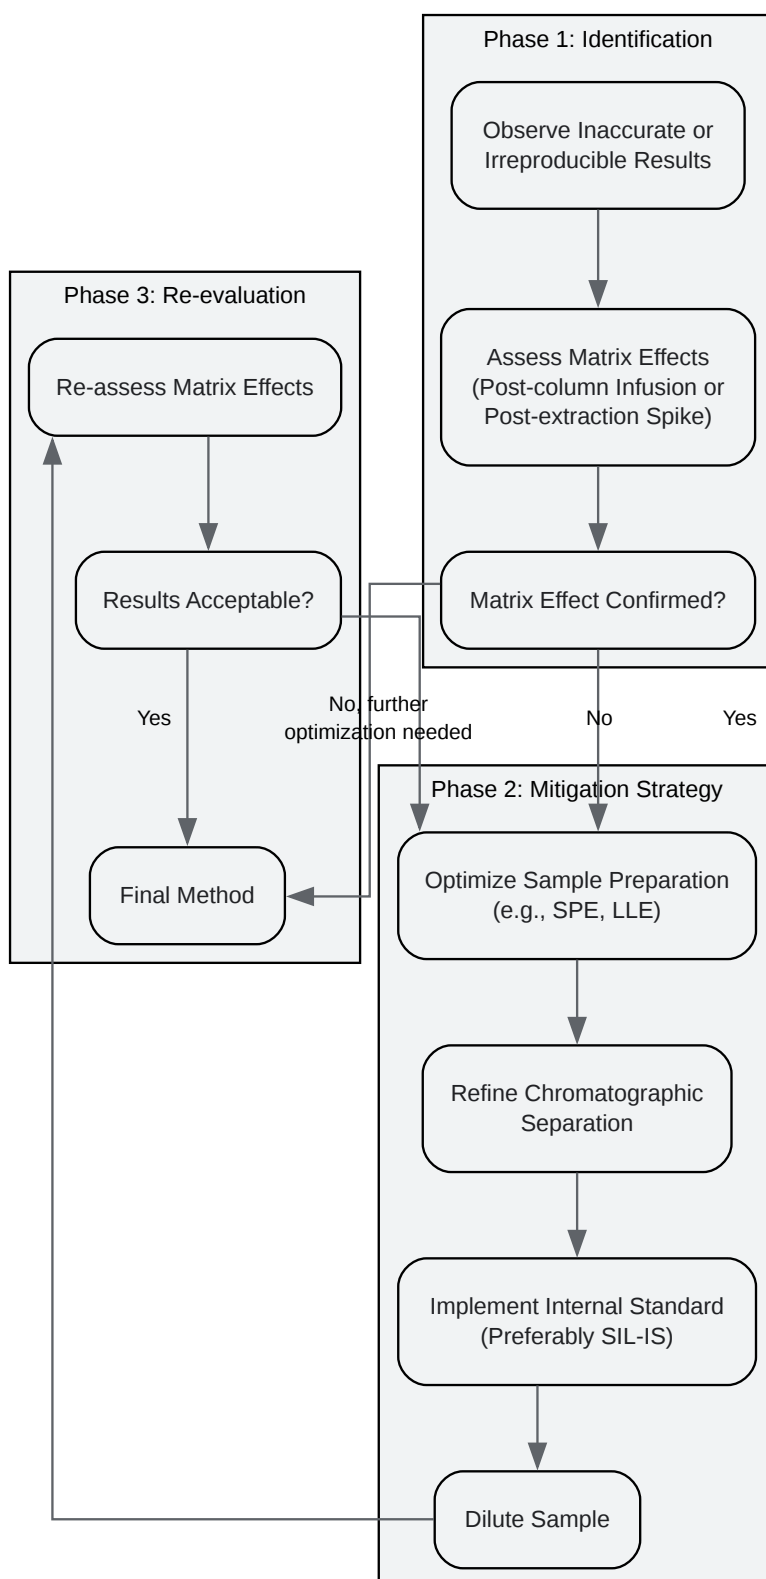 Phase 1: Identification
Observe Inaccurate or
Irreproducible Results
Assess Matrix Effects
(Post-column Infusion or
Post-extraction Spike)
Matrix Effect Confirmed?
No
Yes
Phase 3: Re-evaluation
Re-assess Matrix Effects
Results Acceptable?
Yes
No, further
optimization needed
Final Method
Phase 2: Mitigation Strategy
Optimize Sample Preparation
(e.g., SPE, LLE)
Refine Chromatographic
Separation
Implement Internal Standard
(Preferably SIL-IS)
Dilute Sample